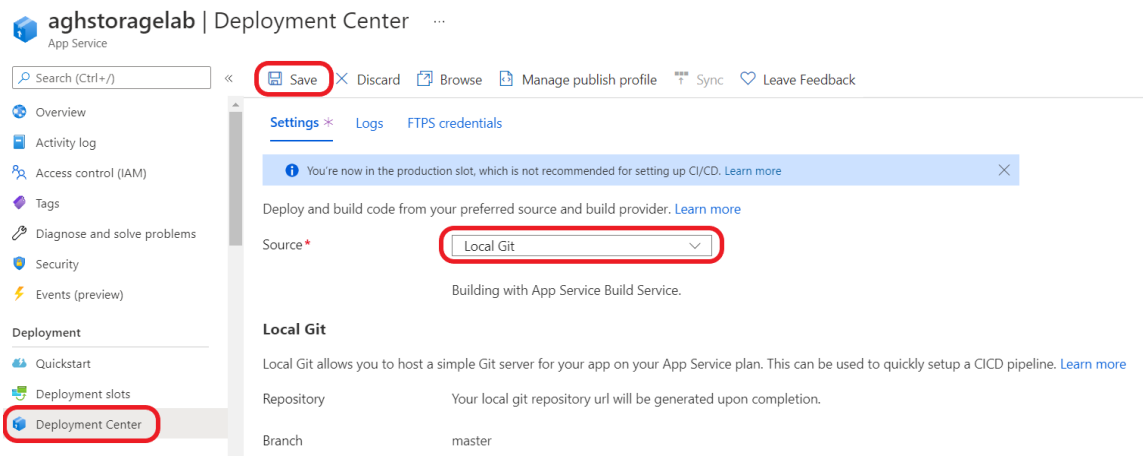 aghstoragelab | Deployment Center ...
App Service
Search (Ctrl+/) «
Overview
Activity log
Access control (IAM)
Tags
Diagnose and solve problems
Security
Events (preview)
Deployment
Quickstart
Deployment slots
Deployment Center
Save Discard Browse Manage publish profile Sync Leave Feedback
Settings * Logs FTPS credentials
You're now in the production slot, which is not recommended for setting up CI/CD. Learn more
Deploy and build code from your preferred source and build provider. Learn more
Source * Local Git
Building with App Service Build Service.
Local Git
Local Git allows you to host a simple Git server for your app on your App Service plan. This can be used to quickly setup a CICD pipeline. Learn more
Repository Your local git repository url will be generated upon completion.
Branch master